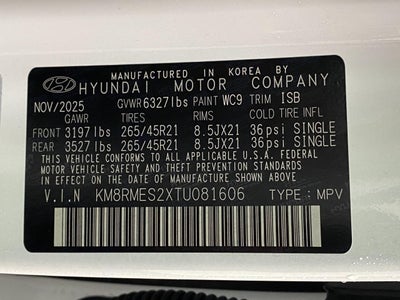 MANUFACTURED IN KOREA BY
HYUNDAI MOTOR COMPANY
NOV/2025 GVWR 6327lbs PAINT WC9 TRIM ISB
GAWR TIRES RIMS COLD TIRE INFL
FRONT 3197lbs 265/45R21 8.5JX21 36psi SINGLE
REAR 3527lbs 265/45R21 8.5JX21 36psi SINGLE
THIS VEHICLE CONFORMS TO ALL APPLICABLE U.S.
FEDERAL MOTOR VEHICLE SAFETY AND THEFT
PREVENTION STANDARDS IN EFFECT ON THE DATE OF
MANUFACTURE SHOWN ABOVE.
V.I.N KM8RMES2XTU081606 TYPE: MPV